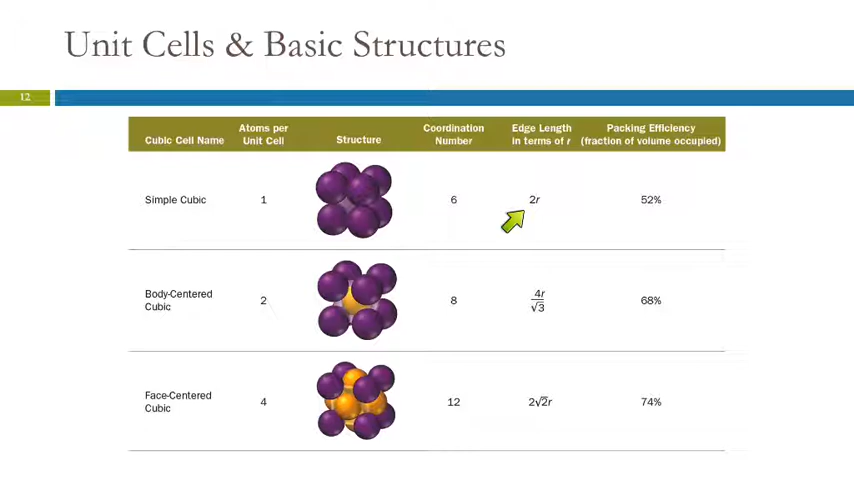 Unit Cells & Basic Structures
12
Cubic Cell Name
Atoms per
Unit Cell
Structure
Coordination
Number
Edge Length
in terms of r
Packing Efficiency
(fraction of volume occupied)
Simple Cubic
1
6
2r
52%
Body-Centered
Cubic
2
8
4r
√3
68%
Face-Centered
Cubic
4
12
2√2r
74%